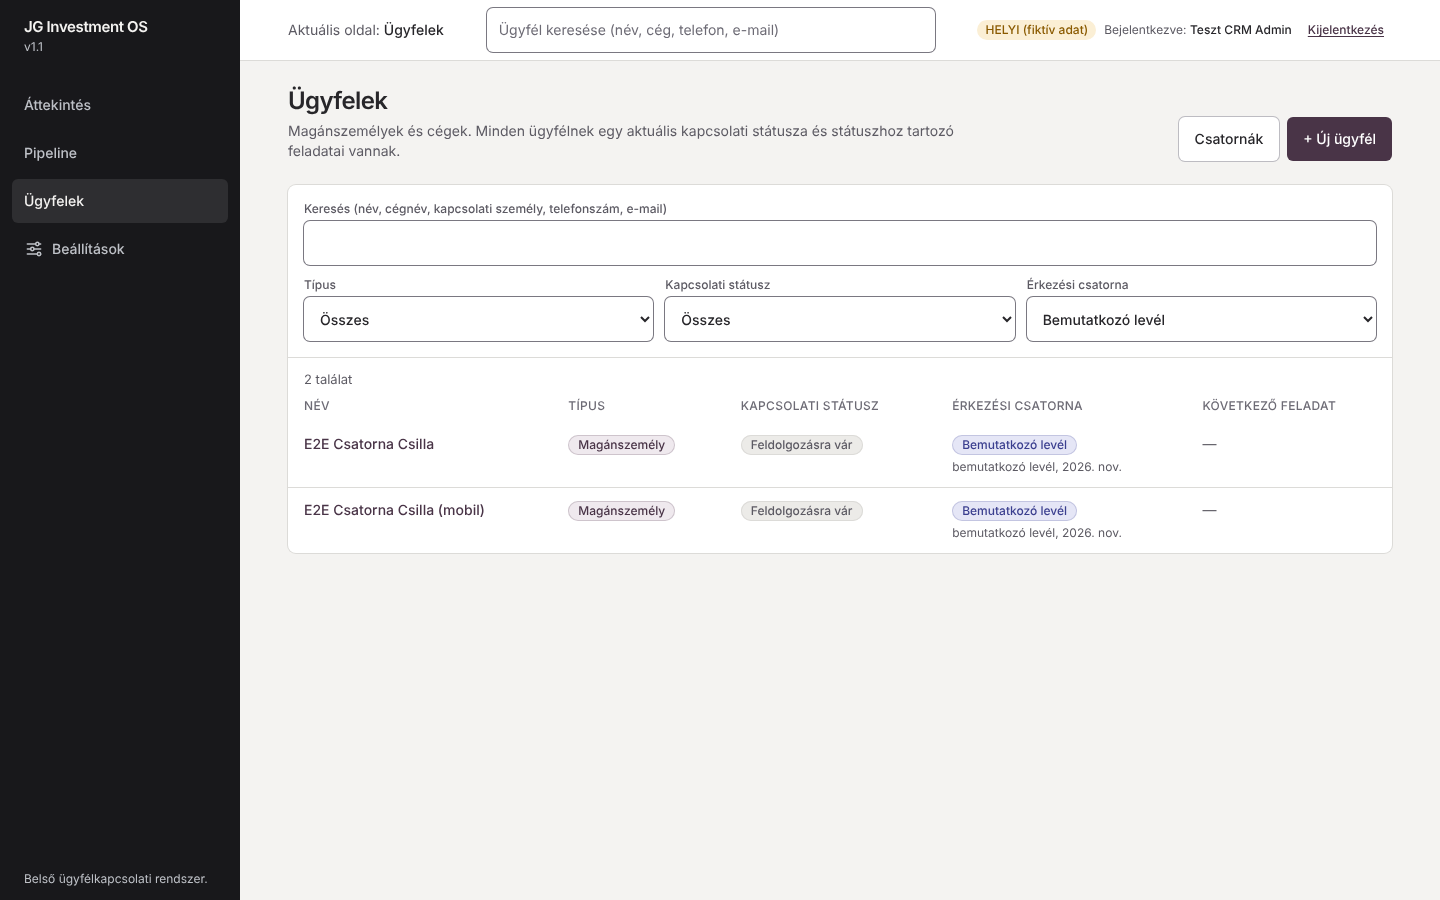 JG Investment OS
v1.1
Áttekintés
Pipeline
Ügyfelek
Beállítások
Belső ügyfélkapcsolati rendszer.
Aktuális oldal: Ügyfelek
Ügyfél keresése (név, cég, telefon, e-mail)
HELYI (fiktív adat)
Bejelentkezve: Teszt CRM Admin
Kijelentkezés
Ügyfelek
Magánszemélyek és cégek. Minden ügyfélnek egy aktuális kapcsolati státusza és státuszhoz tartozó
feladatai vannak.
Csatornák
+ Új ügyfél
Keresés (név, cégnév, kapcsolati személy, telefonszám, e-mail)
Típus
Kapcsolati státusz
Érkezési csatorna
Összes
Összes
Bemutatkozó levél
2 találat
NÉV TÍPUS KAPCSOLATI STÁTUSZ ÉRKEZÉSI CSATORNA KÖVETKEZŐ FELADAT
E2E Csatorna Csilla Magánszemély Feldolgozásra vár Bemutatkozó levél —
bemutatkozó levél, 2026. nov.
E2E Csatorna Csilla (mobil) Magánszemély Feldolgozásra vár Bemutatkozó levél —
bemutatkozó levél, 2026. nov.